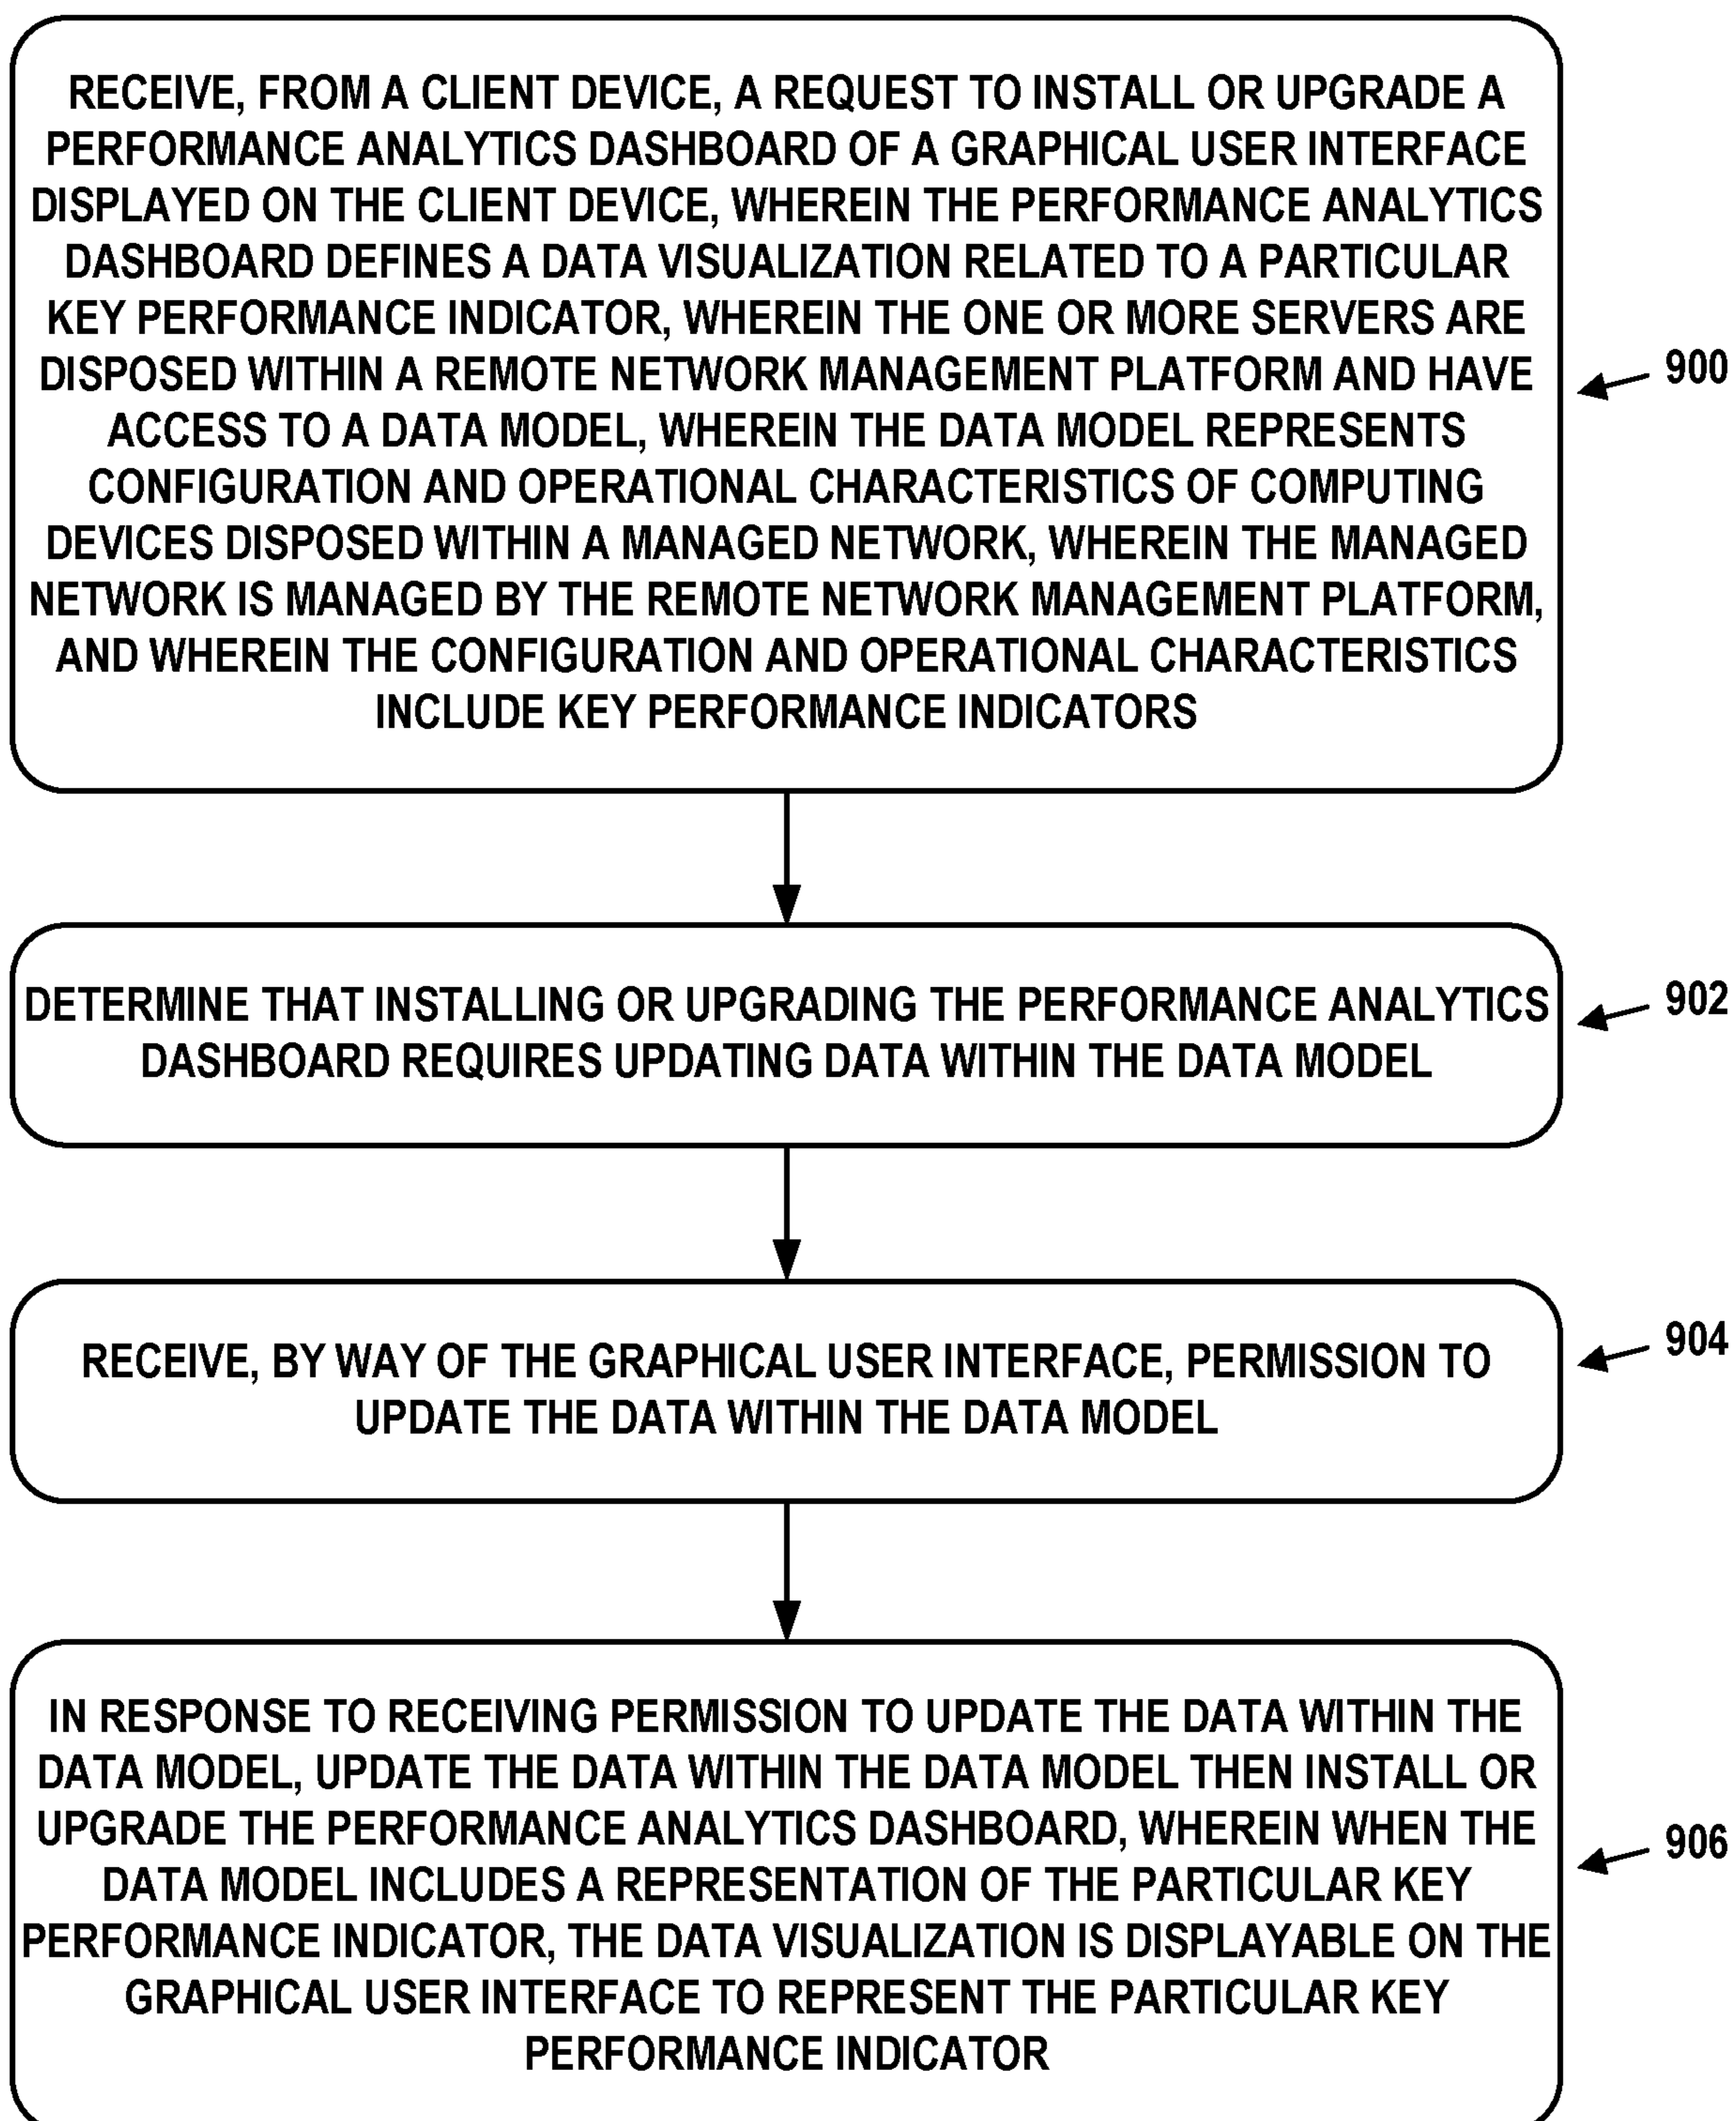 RECEIVE, FROM A CLIENT DEVICE, A REQUEST TO INSTALL OR UPGRADE A
PERFORMANCE ANALYTICS DASHBOARD OF A GRAPHICAL USER INTERFACE
DISPLAYED ON THE CLIENT DEVICE, WHEREIN THE PERFORMANCE ANALYTICS
DASHBOARD DEFINES A DATA VISUALIZATION RELATED TO A PARTICULAR
KEY PERFORMANCE INDICATOR, WHEREIN THE ONE OR MORE SERVERS ARE
DISPOSED WITHIN A REMOTE NETWORK MANAGEMENT PLATFORM AND HAVE
ACCESS TO A DATA MODEL, WHEREIN THE DATA MODEL REPRESENTS
CONFIGURATION AND OPERATIONAL CHARACTERISTICS OF COMPUTING
DEVICES DISPOSED WITHIN A MANAGED NETWORK, WHEREIN THE MANAGED
NETWORK IS MANAGED BY THE REMOTE NETWORK MANAGEMENT PLATFORM,
AND WHEREIN THE CONFIGURATION AND OPERATIONAL CHARACTERISTICS
INCLUDE KEY PERFORMANCE INDICATORS
900
DETERMINE THAT INSTALLING OR UPGRADING THE PERFORMANCE ANALYTICS
DASHBOARD REQUIRES UPDATING DATA WITHIN THE DATA MODEL
902
RECEIVE, BY WAY OF THE GRAPHICAL USER INTERFACE, PERMISSION TO
UPDATE THE DATA WITHIN THE DATA MODEL
904
IN RESPONSE TO RECEIVING PERMISSION TO UPDATE THE DATA WITHIN THE
DATA MODEL, UPDATE THE DATA WITHIN THE DATA MODEL THEN INSTALL OR
UPGRADE THE PERFORMANCE ANALYTICS DASHBOARD, WHEREIN WHEN THE
DATA MODEL INCLUDES A REPRESENTATION OF THE PARTICULAR KEY
PERFORMANCE INDICATOR, THE DATA VISUALIZATION IS DISPLAYABLE ON THE
GRAPHICAL USER INTERFACE TO REPRESENT THE PARTICULAR KEY
PERFORMANCE INDICATOR
906